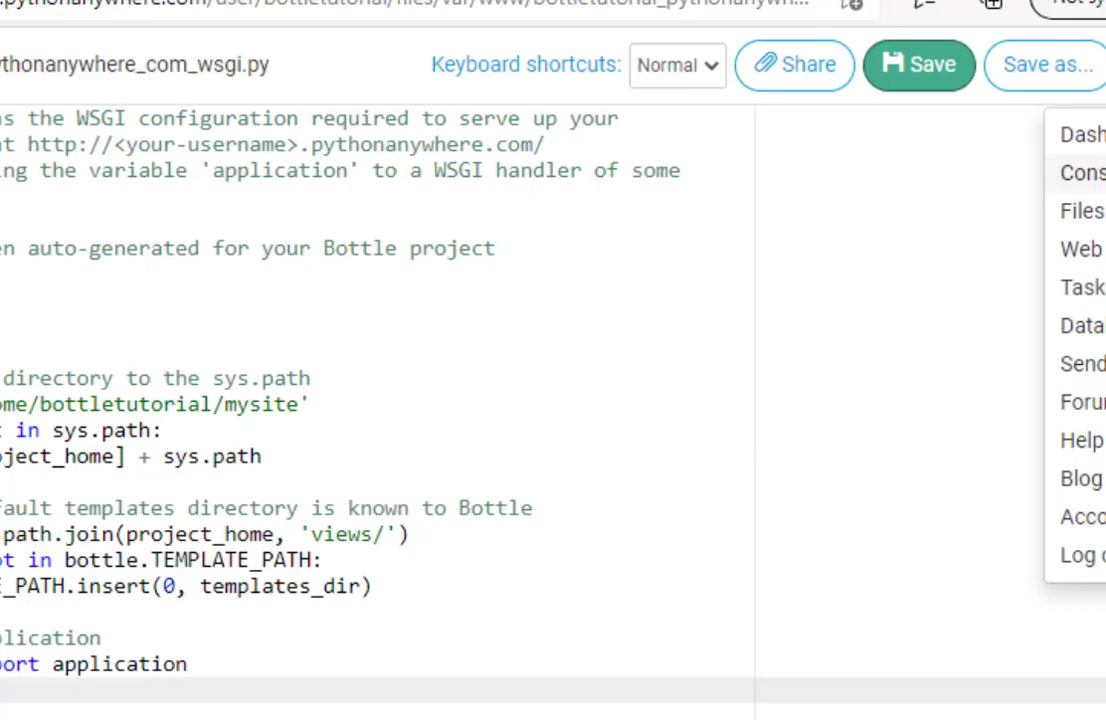 .pythonanywhere.com/user/bottletutorial/files/var/www/bottletutorial_pythonanywh...
ythonanywhere_com_wsgi.py
Keyboard shortcuts: Normal Share Save Save as...
ns the WSGI configuration required to serve up your
at http://<your-username>.pythonanywhere.com/
ing the variable 'application' to a WSGI handler of some
en auto-generated for your Bottle project
directory to the sys.path
ome/bottletutorial/mysite'
t in sys.path:
oject_home] + sys.path
fault templates directory is known to Bottle
path.join(project_home, 'views/')
ot in bottle.TEMPLATE_PATH:
E_PATH.insert(0, templates_dir)
plication
port application
Dash
Cons
Files
Web
Task
Data
Send
Foru
Help
Blog
Acco
Log o